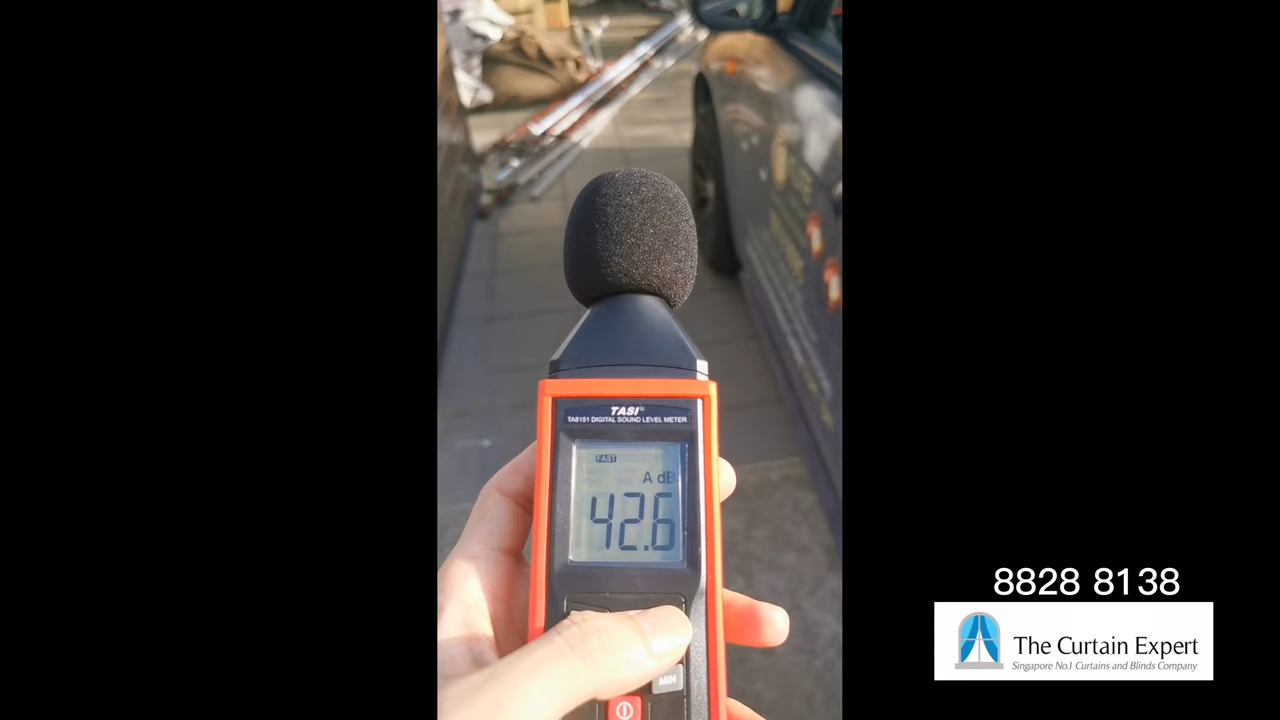 TASI®
TA8151 DIGITAL SOUND LEVEL METER
FAST
A dB
42.6
MIN
8828 8138
The Curtain Expert
Singapore No.1 Curtains and Blinds Company